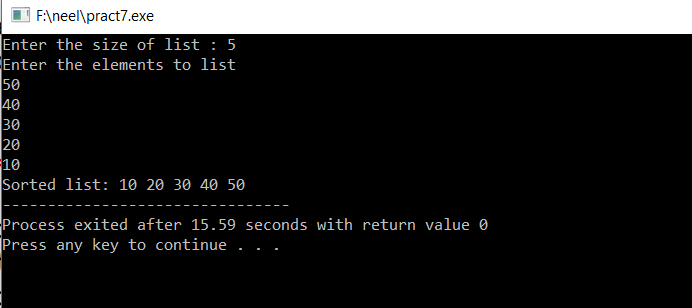 F:\neel\pract7.exe
Enter the size of list : 5
Enter the elements to list
50
40
30
20
10
Sorted list: 10 20 30 40 50
--------------------------------
Process exited after 15.59 seconds with return value 0
Press any key to continue . . .